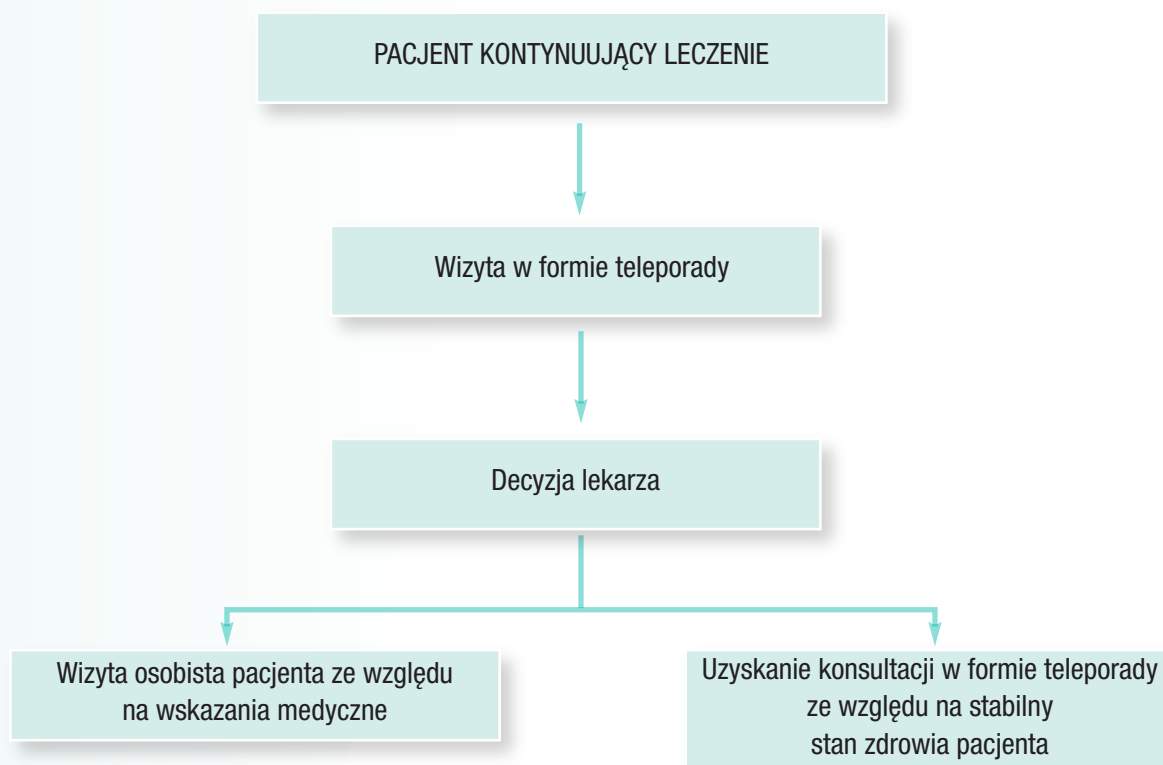 PACJENT KONTYNUUJĄCY LECZENIE
Wizyta w formie teleporady
Decyzja lekarza
Wizyta osobista pacjenta ze względu
na wskazania medyczne
Uzyskanie konsultacji w formie teleporady
ze względu na stabilny
stan zdrowia pacjenta